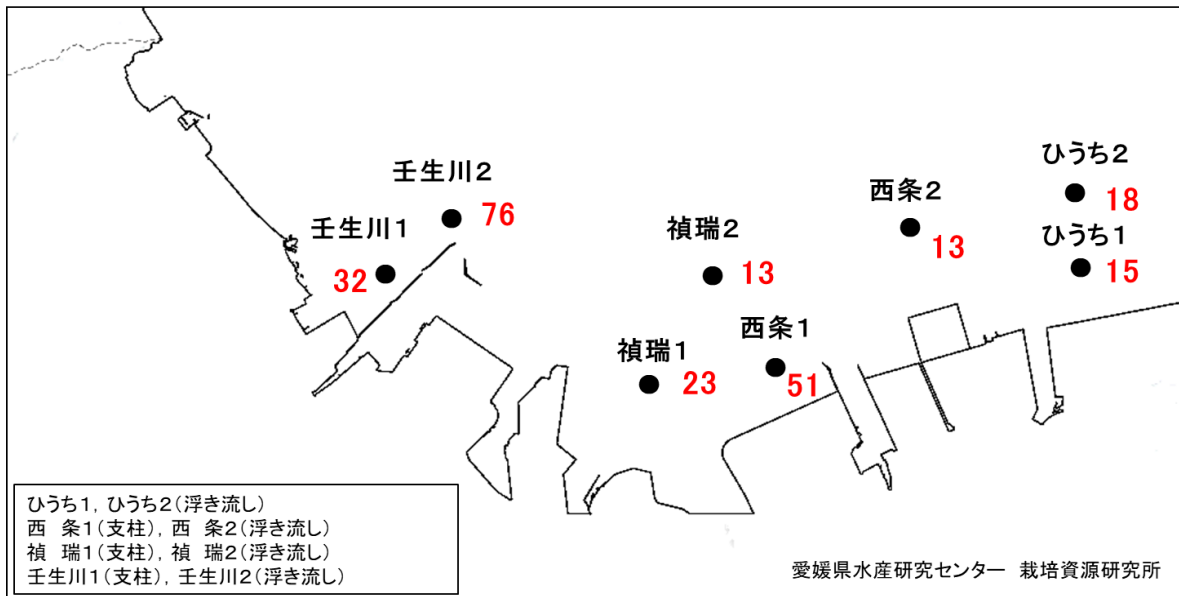 ひうち2
18
壬生川2
76
西条2
13
壬生川1
32
禎瑞2
13
ひうち1
15
西条1
51
禎瑞1
23
ひうち1, ひうち2(浮き流し)
西 条1(支柱), 西 条2(浮き流し)
禎 瑞1(支柱), 禎 瑞2(浮き流し)
壬生川1(支柱), 壬生川2(浮き流し)
愛媛県水産研究センター 栽培資源研究所